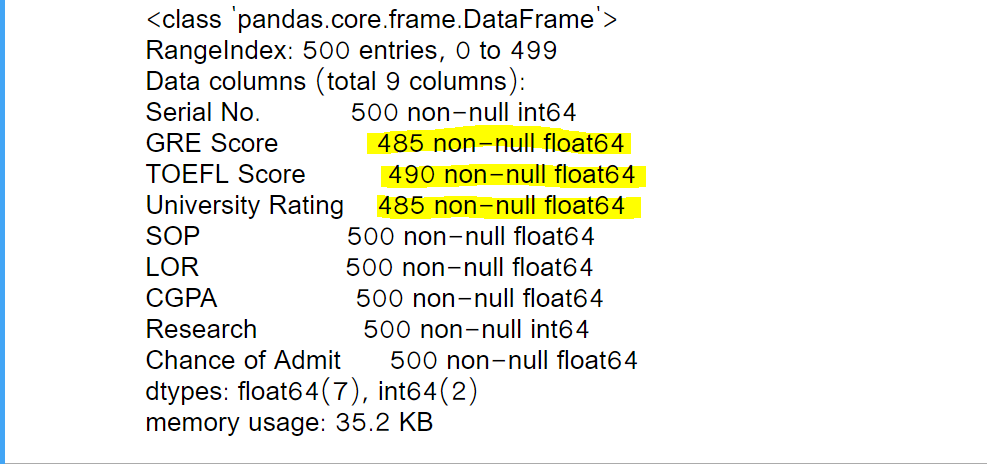 <class 'pandas.core.frame.DataFrame'>
RangeIndex: 500 entries, 0 to 499
Data columns (total 9 columns):
Serial No. 500 non-null int64
GRE Score 485 non-null float64
TOEFL Score 490 non-null float64
University Rating 485 non-null float64
SOP 500 non-null float64
LOR 500 non-null float64
CGPA 500 non-null float64
Research 500 non-null int64
Chance of Admit 500 non-null float64
dtypes: float64(7), int64(2)
memory usage: 35.2 KB